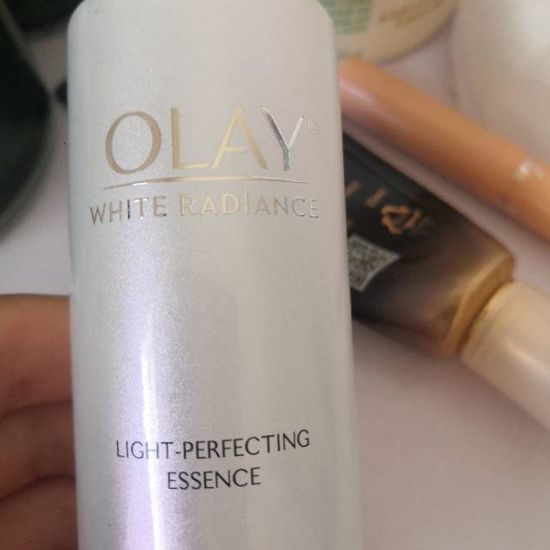 OLAY®
WHITE RADIANCE
LIGHT-PERFECTING
ESSENCE